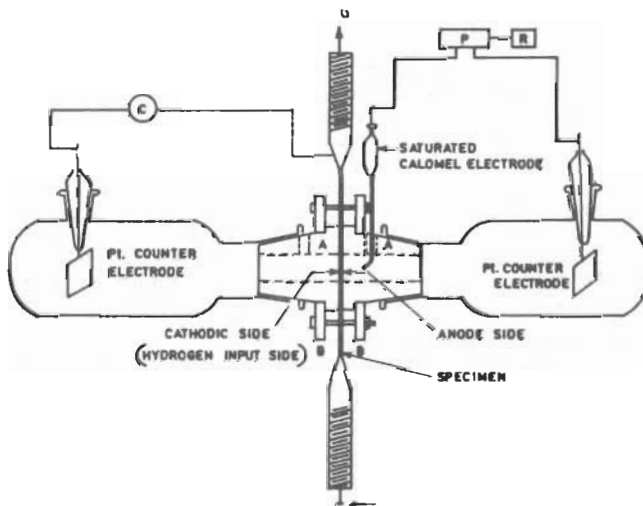 G
P
R
C
SATURATED
CALOMEL ELECTRODE
A
A
Pt. COUNTER
ELECTRODE
Pt. COUNTER
ELECTRODE
CATHODIC SIDE
(HYDROGEN INPUT SIDE)
ANODE SIDE
B
B
SPECIMEN